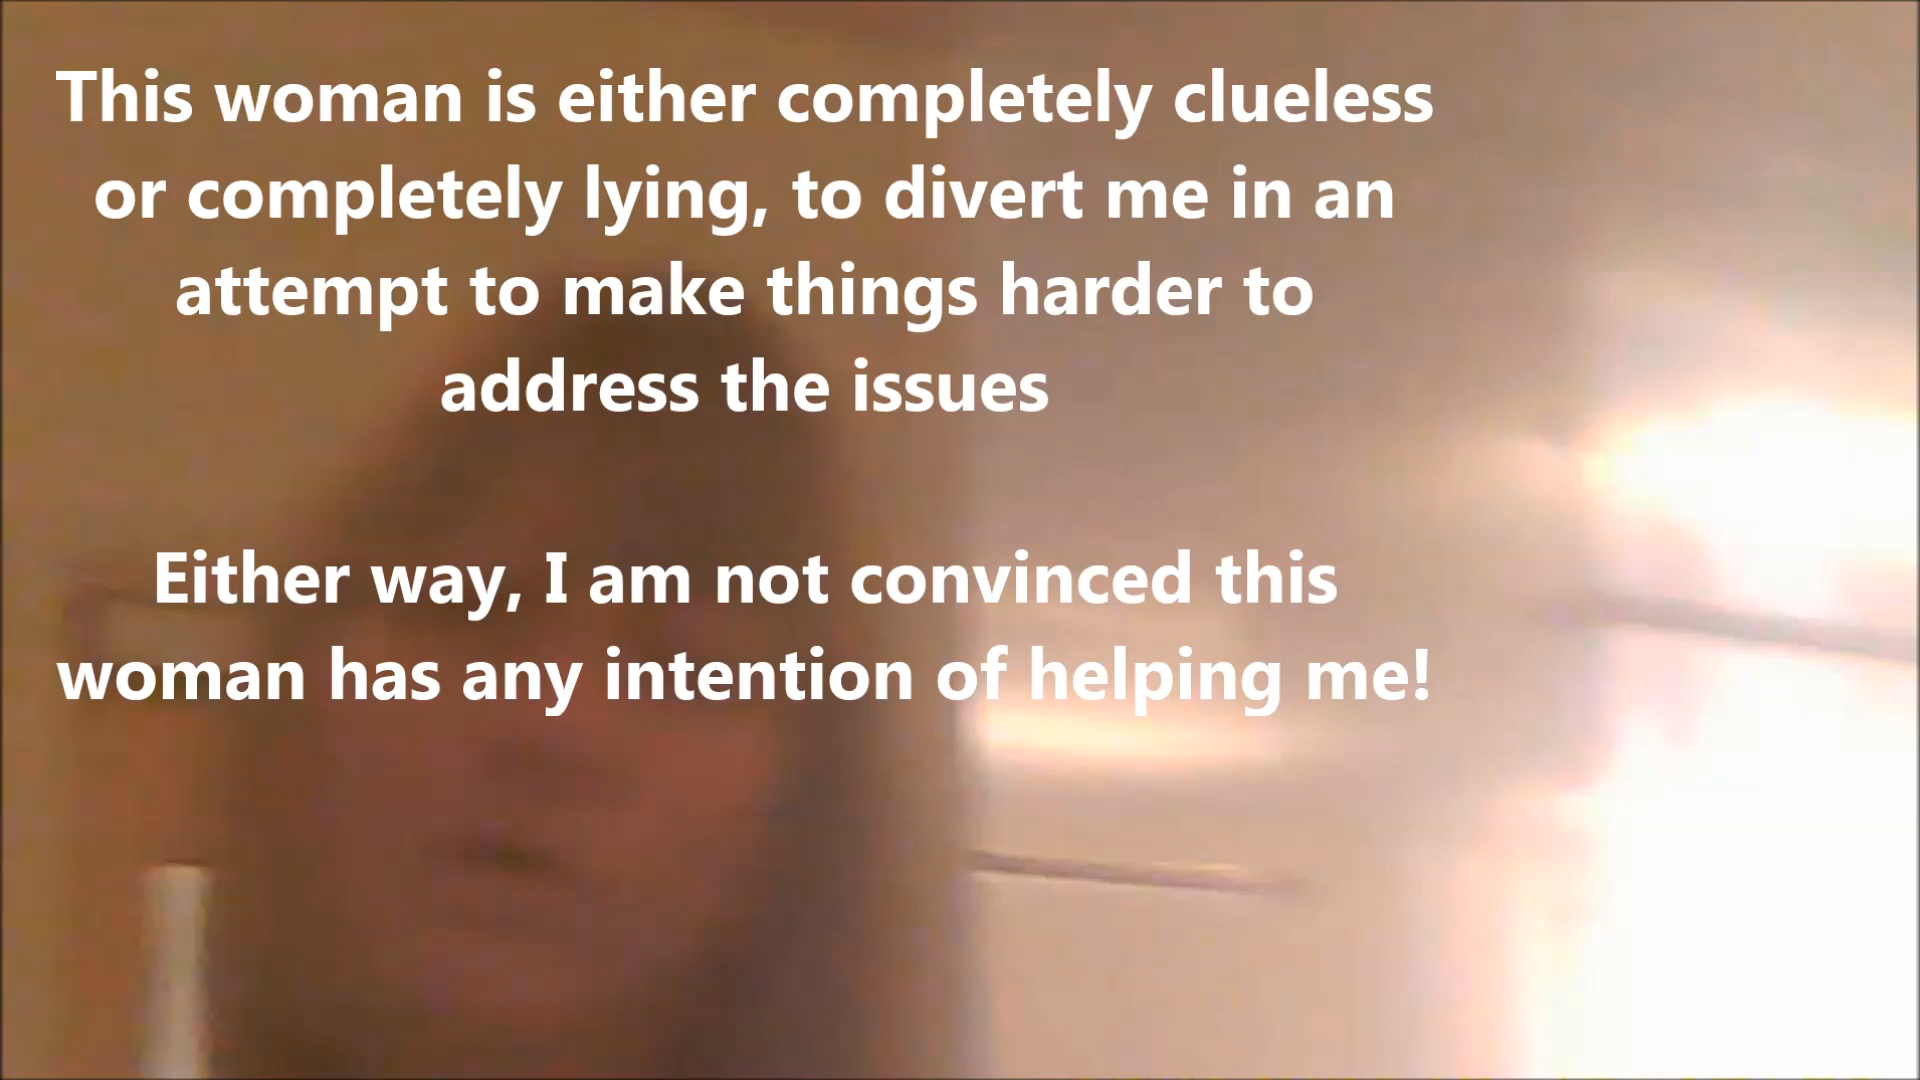 This woman is either completely clueless
or completely lying, to divert me in an
attempt to make things harder to
address the issues
Either way, I am not convinced this
woman has any intention of helping me!